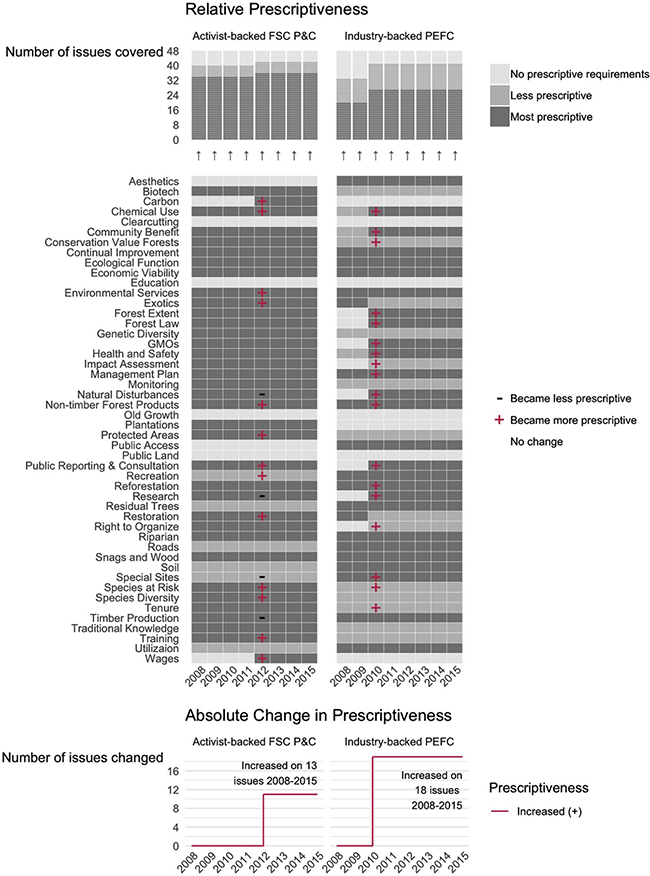 Relative Prescriptiveness
Activist-backed FSC P&C
Industry-backed PEFC
Number of issues covered
48
40
32
24
16
8
0
No prescriptive requirements
Less prescriptive
Most prescriptive
↑ ↑ ↑ ↑ ↑ ↑ ↑ ↑
↑ ↑ ↑ ↑ ↑ ↑ ↑ ↑
Aesthetics
Biotech
Carbon
Chemical Use
Clearcutting
Community Benefit
Conservation Value Forests
Continual Improvement
Ecological Function
Economic Viability
Education
Environmental Services
Exotics
Forest Extent
Forest Law
Genetic Diversity
GMOs
Health and Safety
Impact Assessment
Management Plan
Monitoring
Natural Disturbances
Non-timber Forest Products
Old Growth
Plantations
Protected Areas
Public Access
Public Land
Public Reporting & Consultation
Recreation
Reforestation
Research
Residual Trees
Restoration
Right to Organize
Riparian
Roads
Snags and Wood
Soil
Special Sites
Species at Risk
Species Diversity
Tenure
Timber Production
Traditional Knowledge
Training
Utilizaion
Wages
- Became less prescriptive
+ Became more prescriptive
No change
2008 2009 2010 2011 2012 2013 2014 2015
2008 2009 2010 2011 2012 2013 2014 2015
Absolute Change in Prescriptiveness
Activist-backed FSC P&C
Industry-backed PEFC
Number of issues changed
16
12
8
4
0
Increased on 13
issues 2008-2015
Increased on
18 issues
2008-2015
Prescriptiveness
Increased (+)
2008 2009 2010 2011 2012 2013 2014 2015
2008 2009 2010 2011 2012 2013 2014 2015